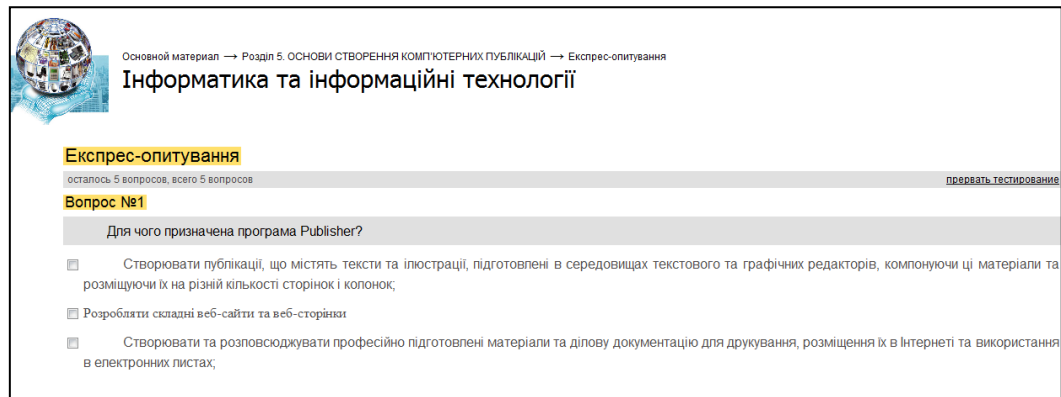 Основной материал → Розділ 5. ОСНОВИ СТВОРЕННЯ КОМП'ЮТЕРНИХ ПУБЛІКАЦІЙ → Експрес-опитування
Інформатика та інформаційні технології
Експрес-опитування
осталось 5 вопросов, всего 5 вопросов прервать тестирование
Вопрос №1
Для чого призначена програма Publisher?
Створювати публікації, що містять тексти та ілюстрації, підготовлені в середовищах текстового та графічних редакторів, компонуючи ці матеріали та
розміщуючи їх на різній кількості сторінок і колонок;
Розробляти складні веб-сайти та веб-сторінки
Створювати та розповсюджувати професійно підготовлені матеріали та ділову документацію для друкування, розміщення їх в Інтернеті та використання
в електронних листах;